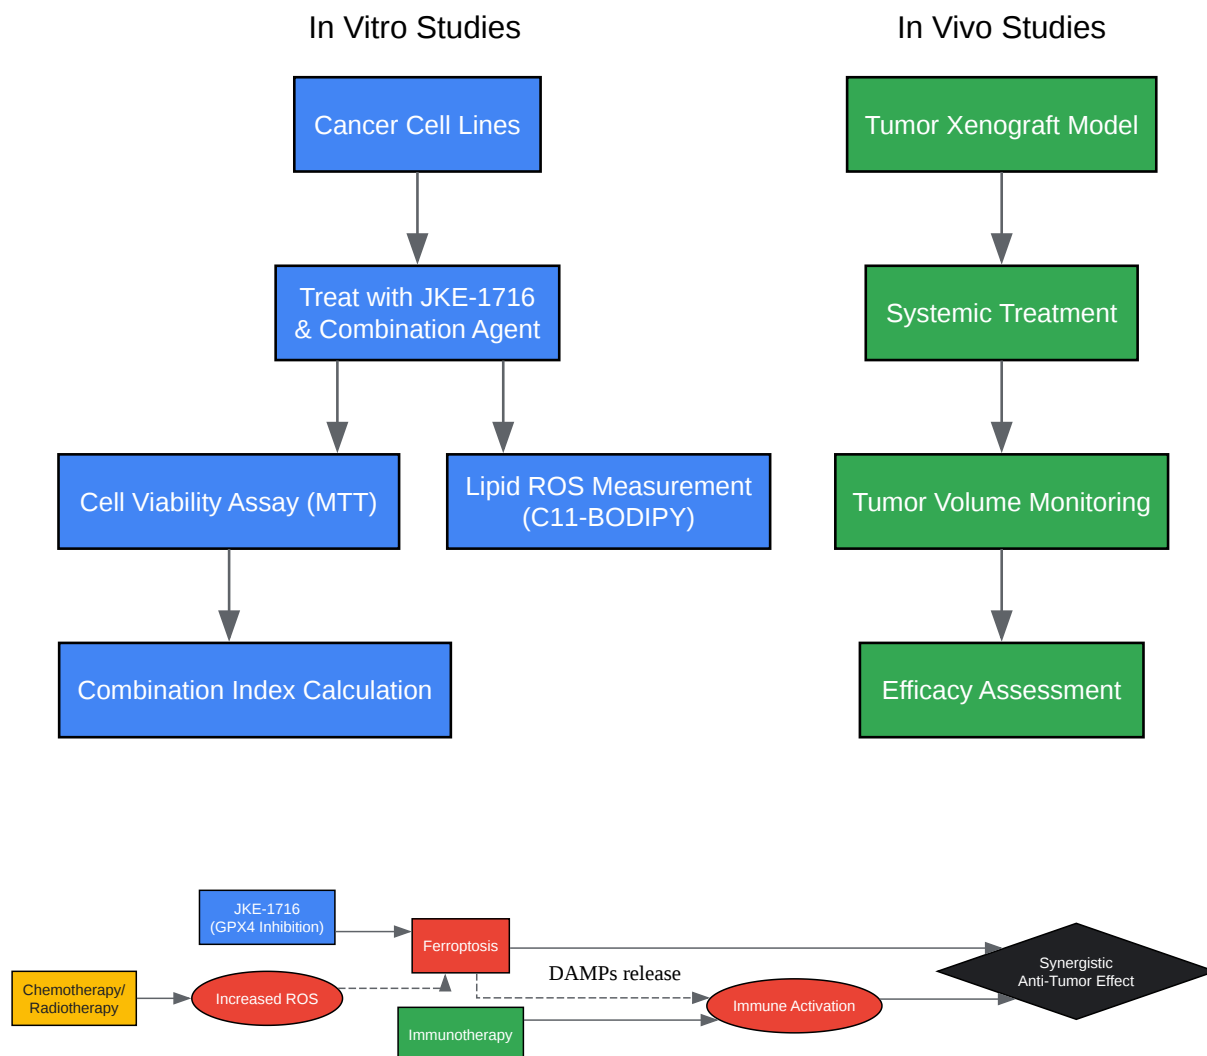 In Vitro Studies
In Vivo Studies
Cancer Cell Lines
Tumor Xenograft Model
Treat with JKE-1716
& Combination Agent
Systemic Treatment
Cell Viability Assay (MTT)
Lipid ROS Measurement
(C11-BODIPY)
Tumor Volume Monitoring
Combination Index Calculation
Efficacy Assessment
JKE-1716
(GPX4 Inhibition)
Ferroptosis
Chemotherapy/
Radiotherapy
Increased ROS
DAMPs release
Immunotherapy
Immune Activation
Synergistic
Anti-Tumor Effect